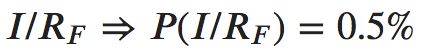 I/R_F ⇒ P(I/R_F) = 0.5%